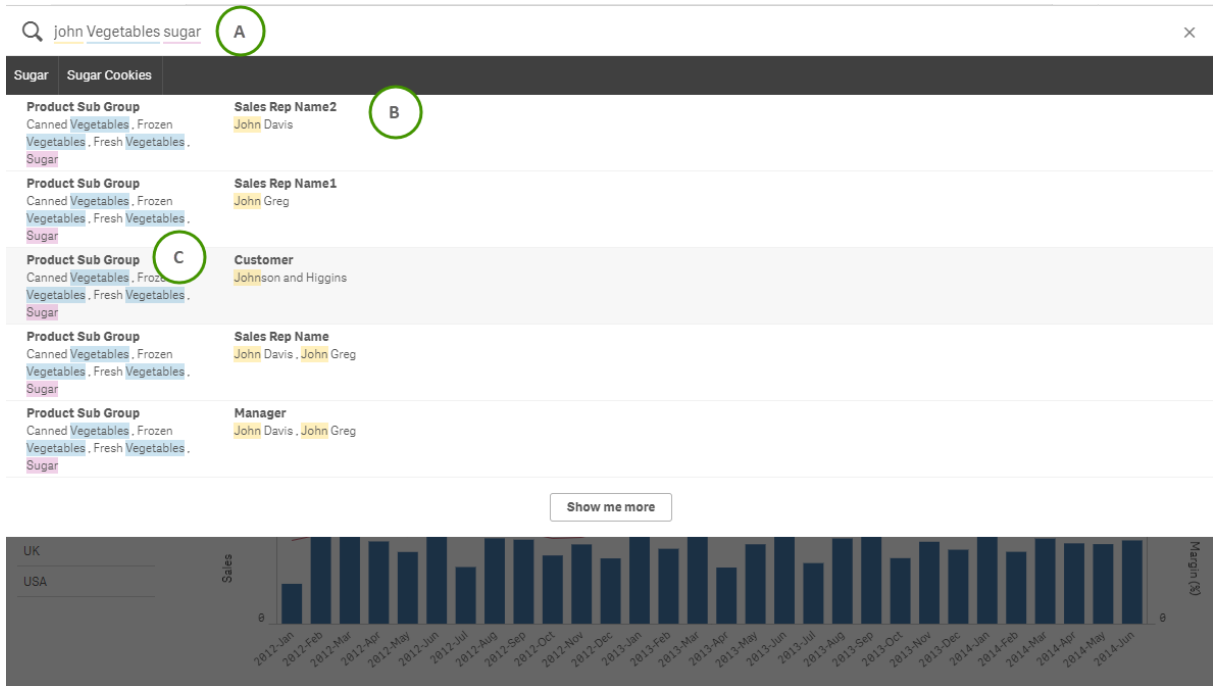 john Vegetables sugar
A
Sugar Sugar Cookies
Product Sub Group Sales Rep Name2
B
Canned Vegetables , Frozen John Davis
Vegetables , Fresh Vegetables ,
Sugar
Product Sub Group Sales Rep Name1
Canned Vegetables , Frozen John Greg
Vegetables , Fresh Vegetables ,
Sugar
Product Sub Group Customer
C
Canned Vegetables , Johnson and Higgins
Vegetables , Fresh Vegetables ,
Sugar
Product Sub Group Sales Rep Name
Canned Vegetables , Frozen John Davis , John Greg
Vegetables , Fresh Vegetables ,
Sugar
Product Sub Group Manager
Canned Vegetables , Frozen John Davis , John Greg
Vegetables , Fresh Vegetables ,
Sugar
Show me more
UK
USA
Sales
Margin (%)
0 0
2012-Jan 2012-Feb 2012-Mar 2012-Apr 2012-May 2012-Jun 2012-Jul 2012-Aug 2012-Sep 2012-Oct 2012-Nov 2012-Dec 2013-Jan 2013-Feb 2013-Mar 2013-Apr 2013-May 2013-Jun 2013-Jul 2013-Aug 2013-Sep 2013-Oct 2013-Nov 2013-Dec 2014-Jan 2014-Feb 2014-Mar 2014-Apr 2014-May 2014-Jun